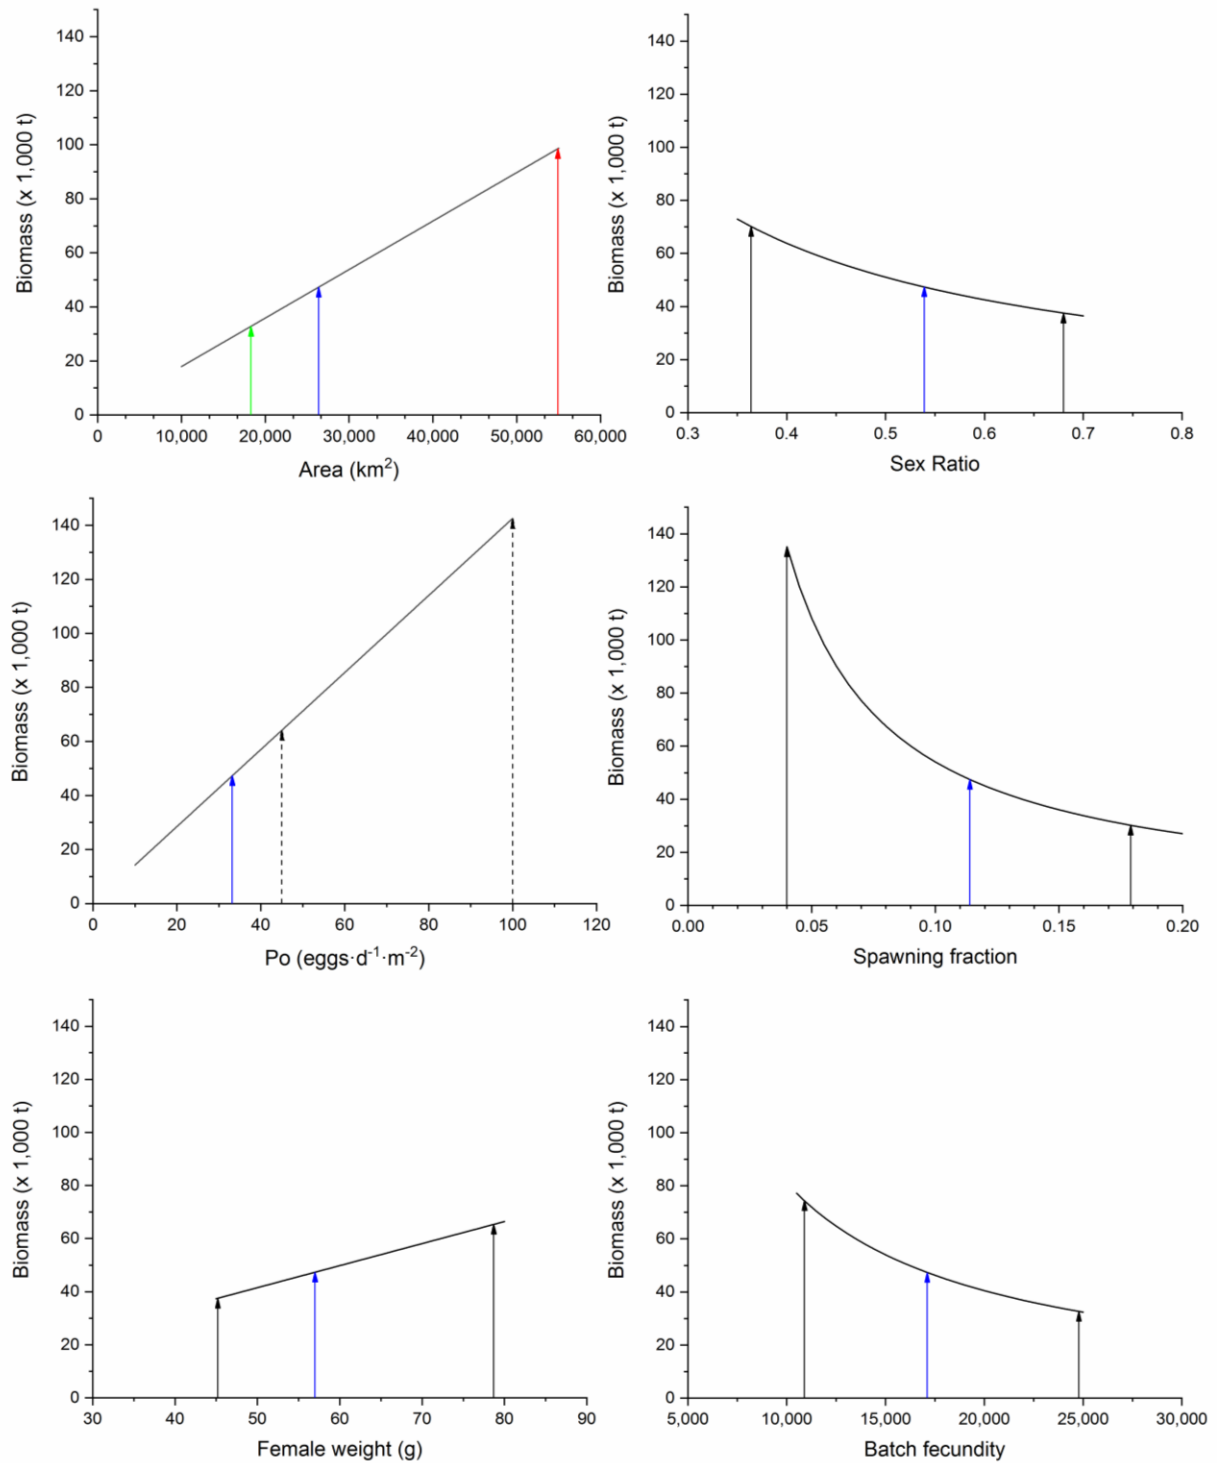 Biomass (x 1,000 t)
140
120
100
80
60
40
20
0
0 10,000 20,000 30,000 40,000 50,000 60,000
Area (km²)
Biomass (x 1,000 t)
140
120
100
80
60
40
20
0
0.3 0.4 0.5 0.6 0.7 0.8
Sex Ratio
Biomass (x 1,000 t)
140
120
100
80
60
40
20
0
0 20 40 60 80 100 120
Po (eggs·d⁻¹·m⁻²)
Biomass (x 1,000 t)
140
120
100
80
60
40
20
0
0.00 0.05 0.10 0.15 0.20
Spawning fraction
Biomass (x 1,000 t)
140
120
100
80
60
40
20
0
30 40 50 60 70 80 90
Female weight (g)
Biomass (x 1,000 t)
140
120
100
80
60
40
20
0
5,000 10,000 15,000 20,000 25,000 30,000
Batch fecundity